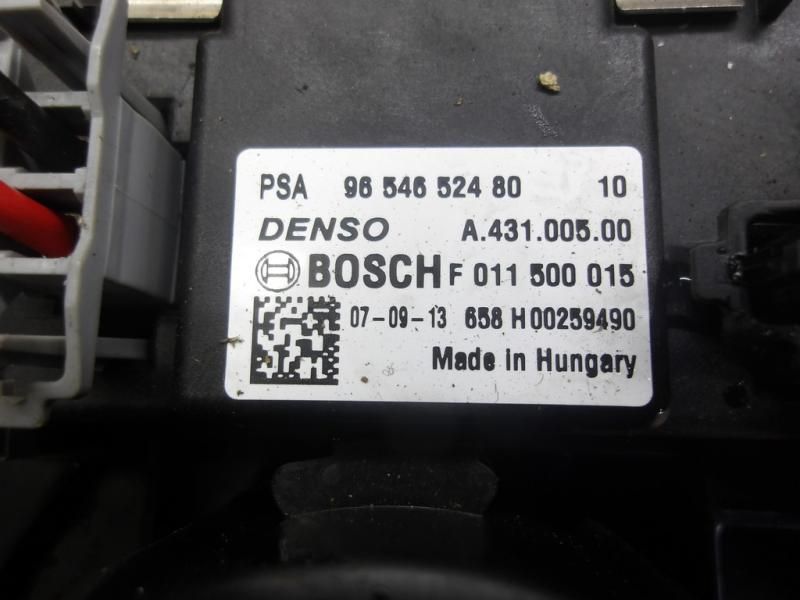 PSA 96 546 524 80 10
DENSO A.431.005.00
BOSCH F 011 500 015
07-09-13 658 H00259490
Made in Hungary